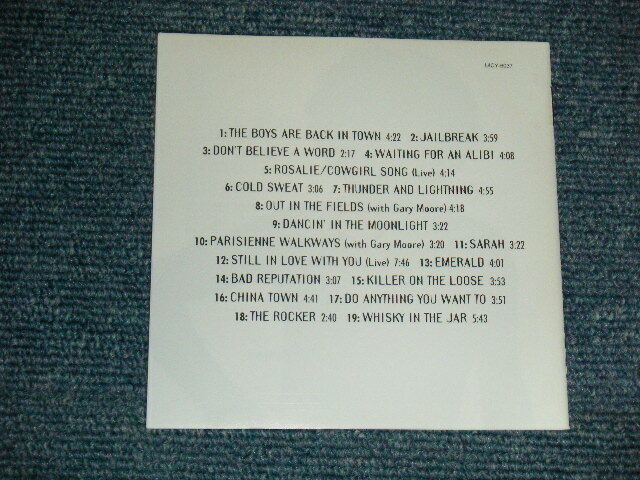 1: THE BOYS ARE BACK IN TOWN 4:22 2: JAILBREAK 3:59
3: DON'T BELIEVE A WORD 2:17 4: WAITING FOR AN ALIBI 4:08
5: ROSALIE/COWGIRL SONG (Live) 4:14
6: COLD SWEAT 3:06 7: THUNDER AND LIGHTNING 4:55
8: OUT IN THE FIELDS (with Gary Moore) 4:18
9: DANCIN' IN THE MOONLIGHT 3:22
10: PARISIENNE WALKWAYS (with Gary Moore) 3:20 11: SARAH 3:22
12: STILL IN LOVE WITH YOU (Live) 7:46 13: EMERALD 4:01
14: BAD REPUTATION 3:07 15: KILLER ON THE LOOSE 3:53
16: CHINA TOWN 4:41 17: DO ANYTHING YOU WANT TO 3:51
18: THE ROCKER 2:40 19: WHISKY IN THE JAR 5:43